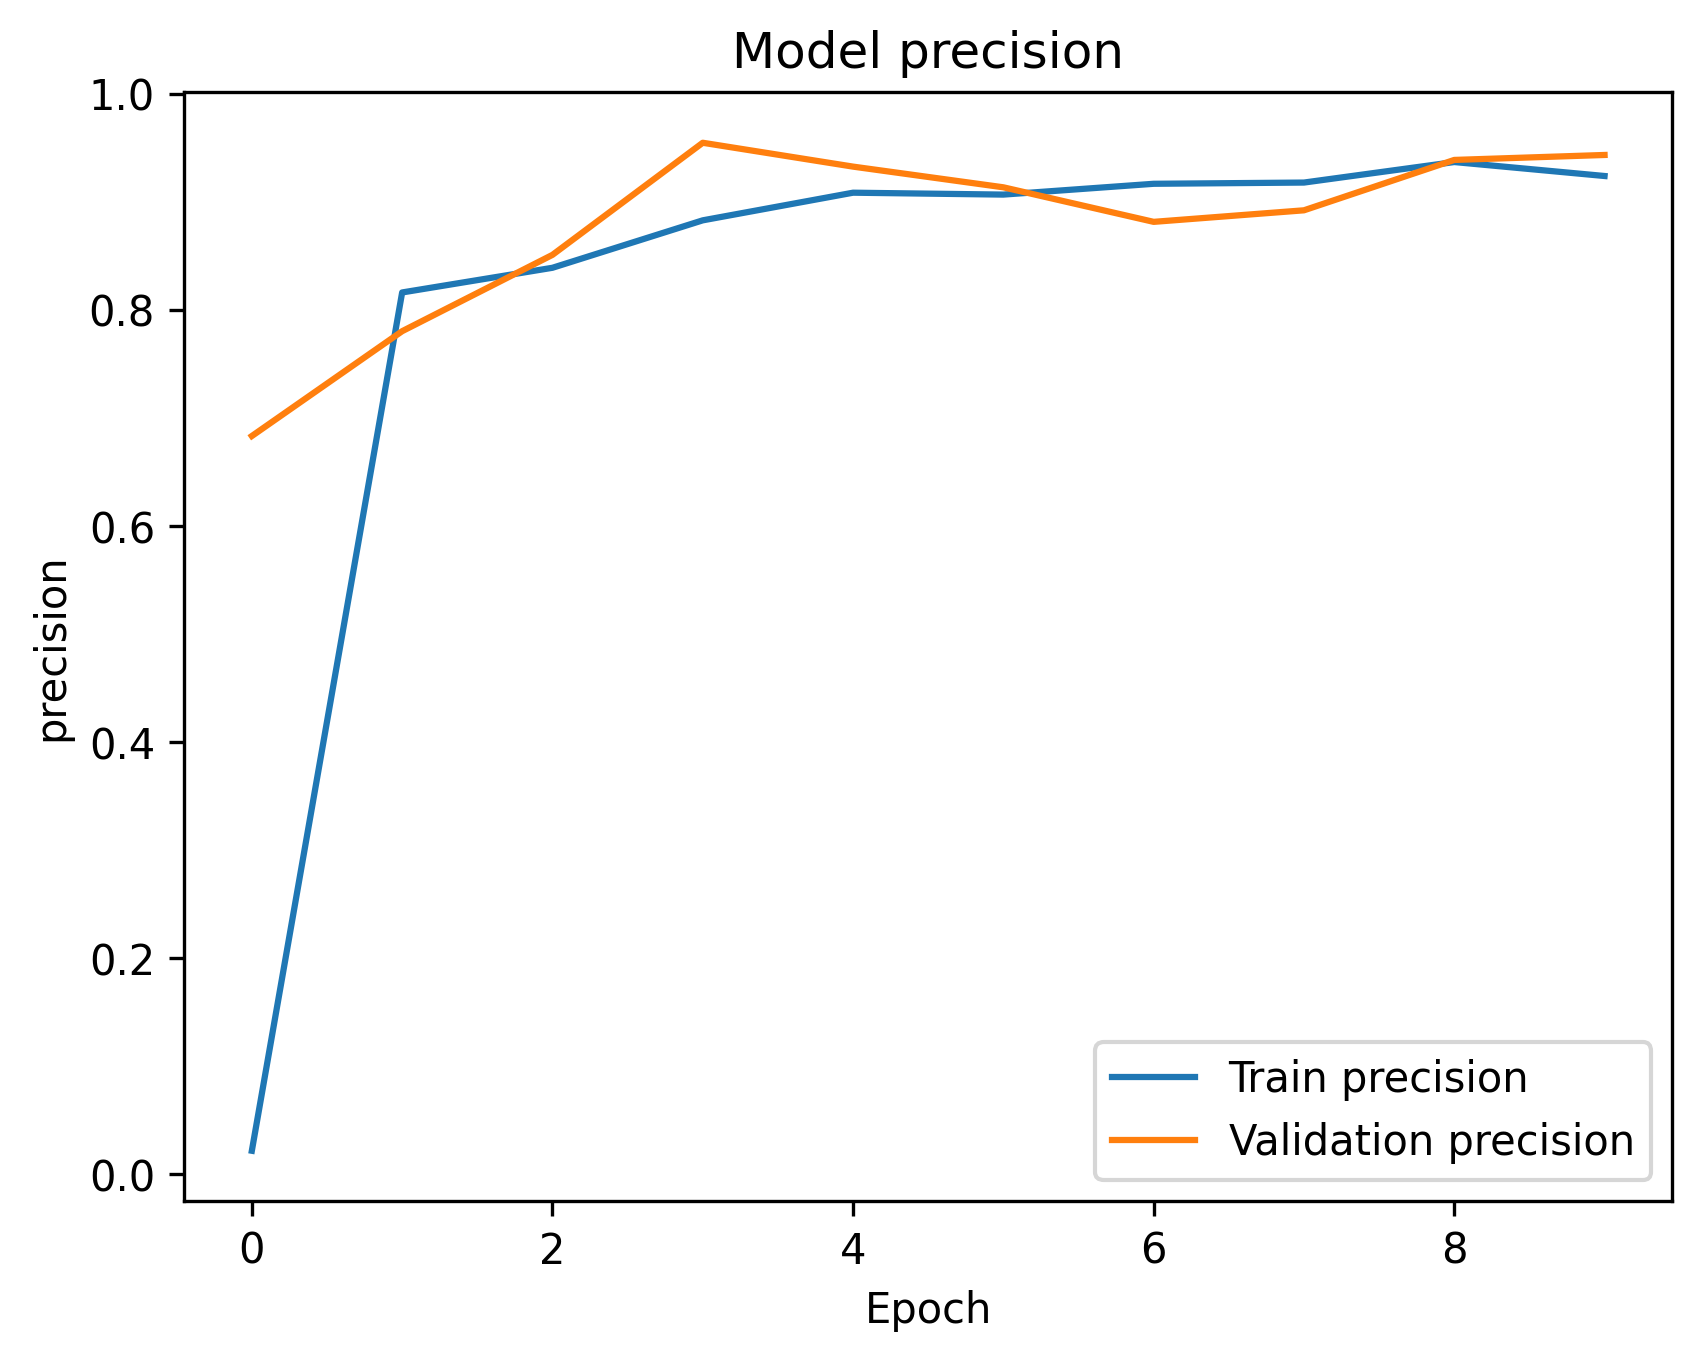 Model precision
1.0
0.8
0.6
0.4
0.2
0.0
precision
0 2 4 6 8
Epoch
Train precision
Validation precision